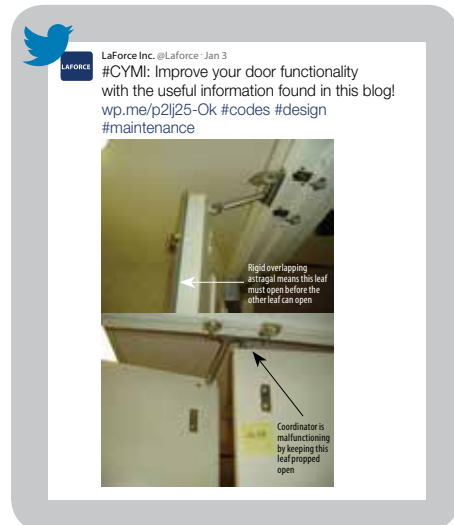 LAFORCE
LaForce Inc. @Laforce · Jan 3
#CYMI: Improve your door functionality
with the useful information found in this blog!
wp.me/p2lj25-Ok #codes #design
#maintenance
Rigid overlapping
astragal means this leaf
must open before the
other leaf can open
Coordinator is
malfunctioning
by keeping this
leaf propped
open